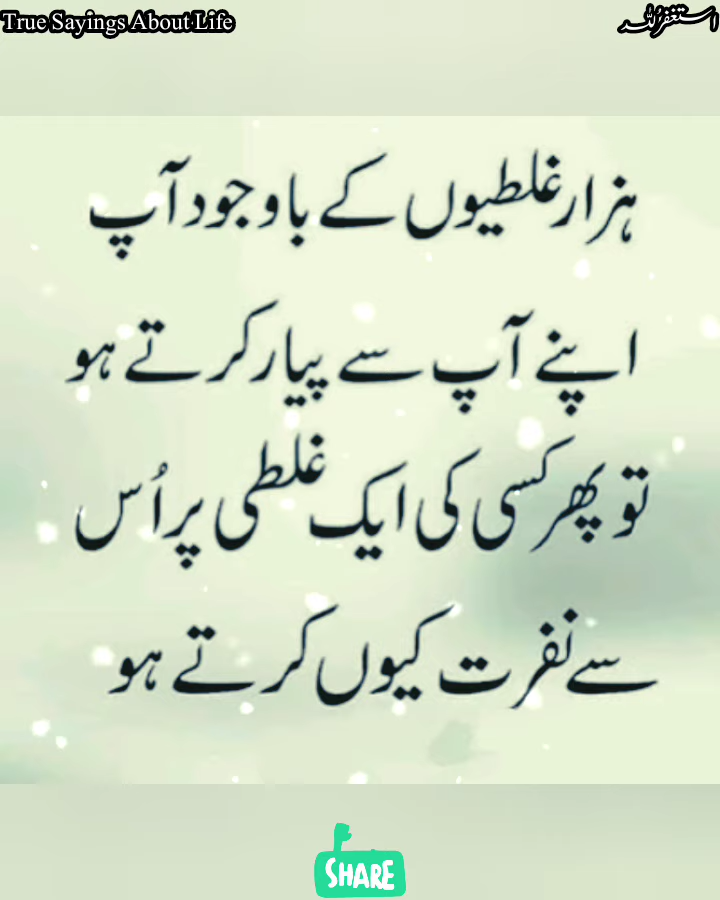 True Sayings About Life
استغفراللہ
ہزار غلطیوں کے باوجود آپ
اپنے آپ سے پیار کرتے ہو
تو پھر کسی کی ایک غلطی پر اُس
سے نفرت کیوں کرتے ہو
SHARE